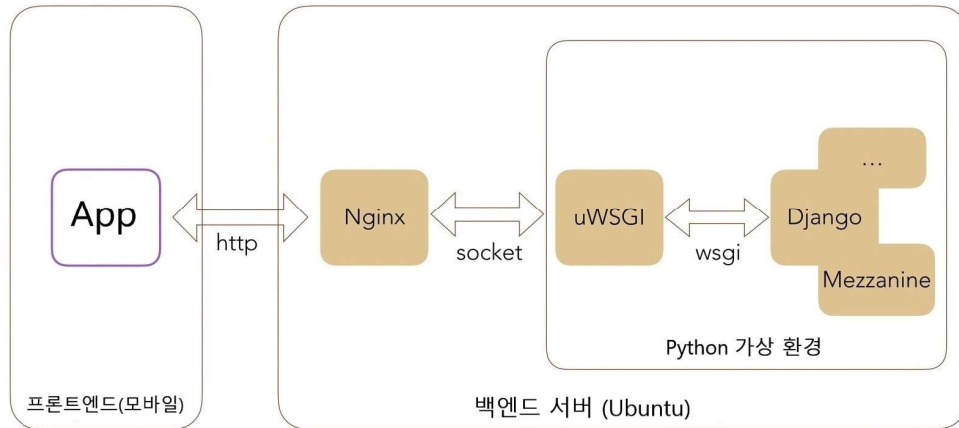 App
http
Nginx
socket
uWSGI
wsgi
...
Django
Mezzanine
Python 가상 환경
프론트엔드(모바일)
백엔드 서버 (Ubuntu)